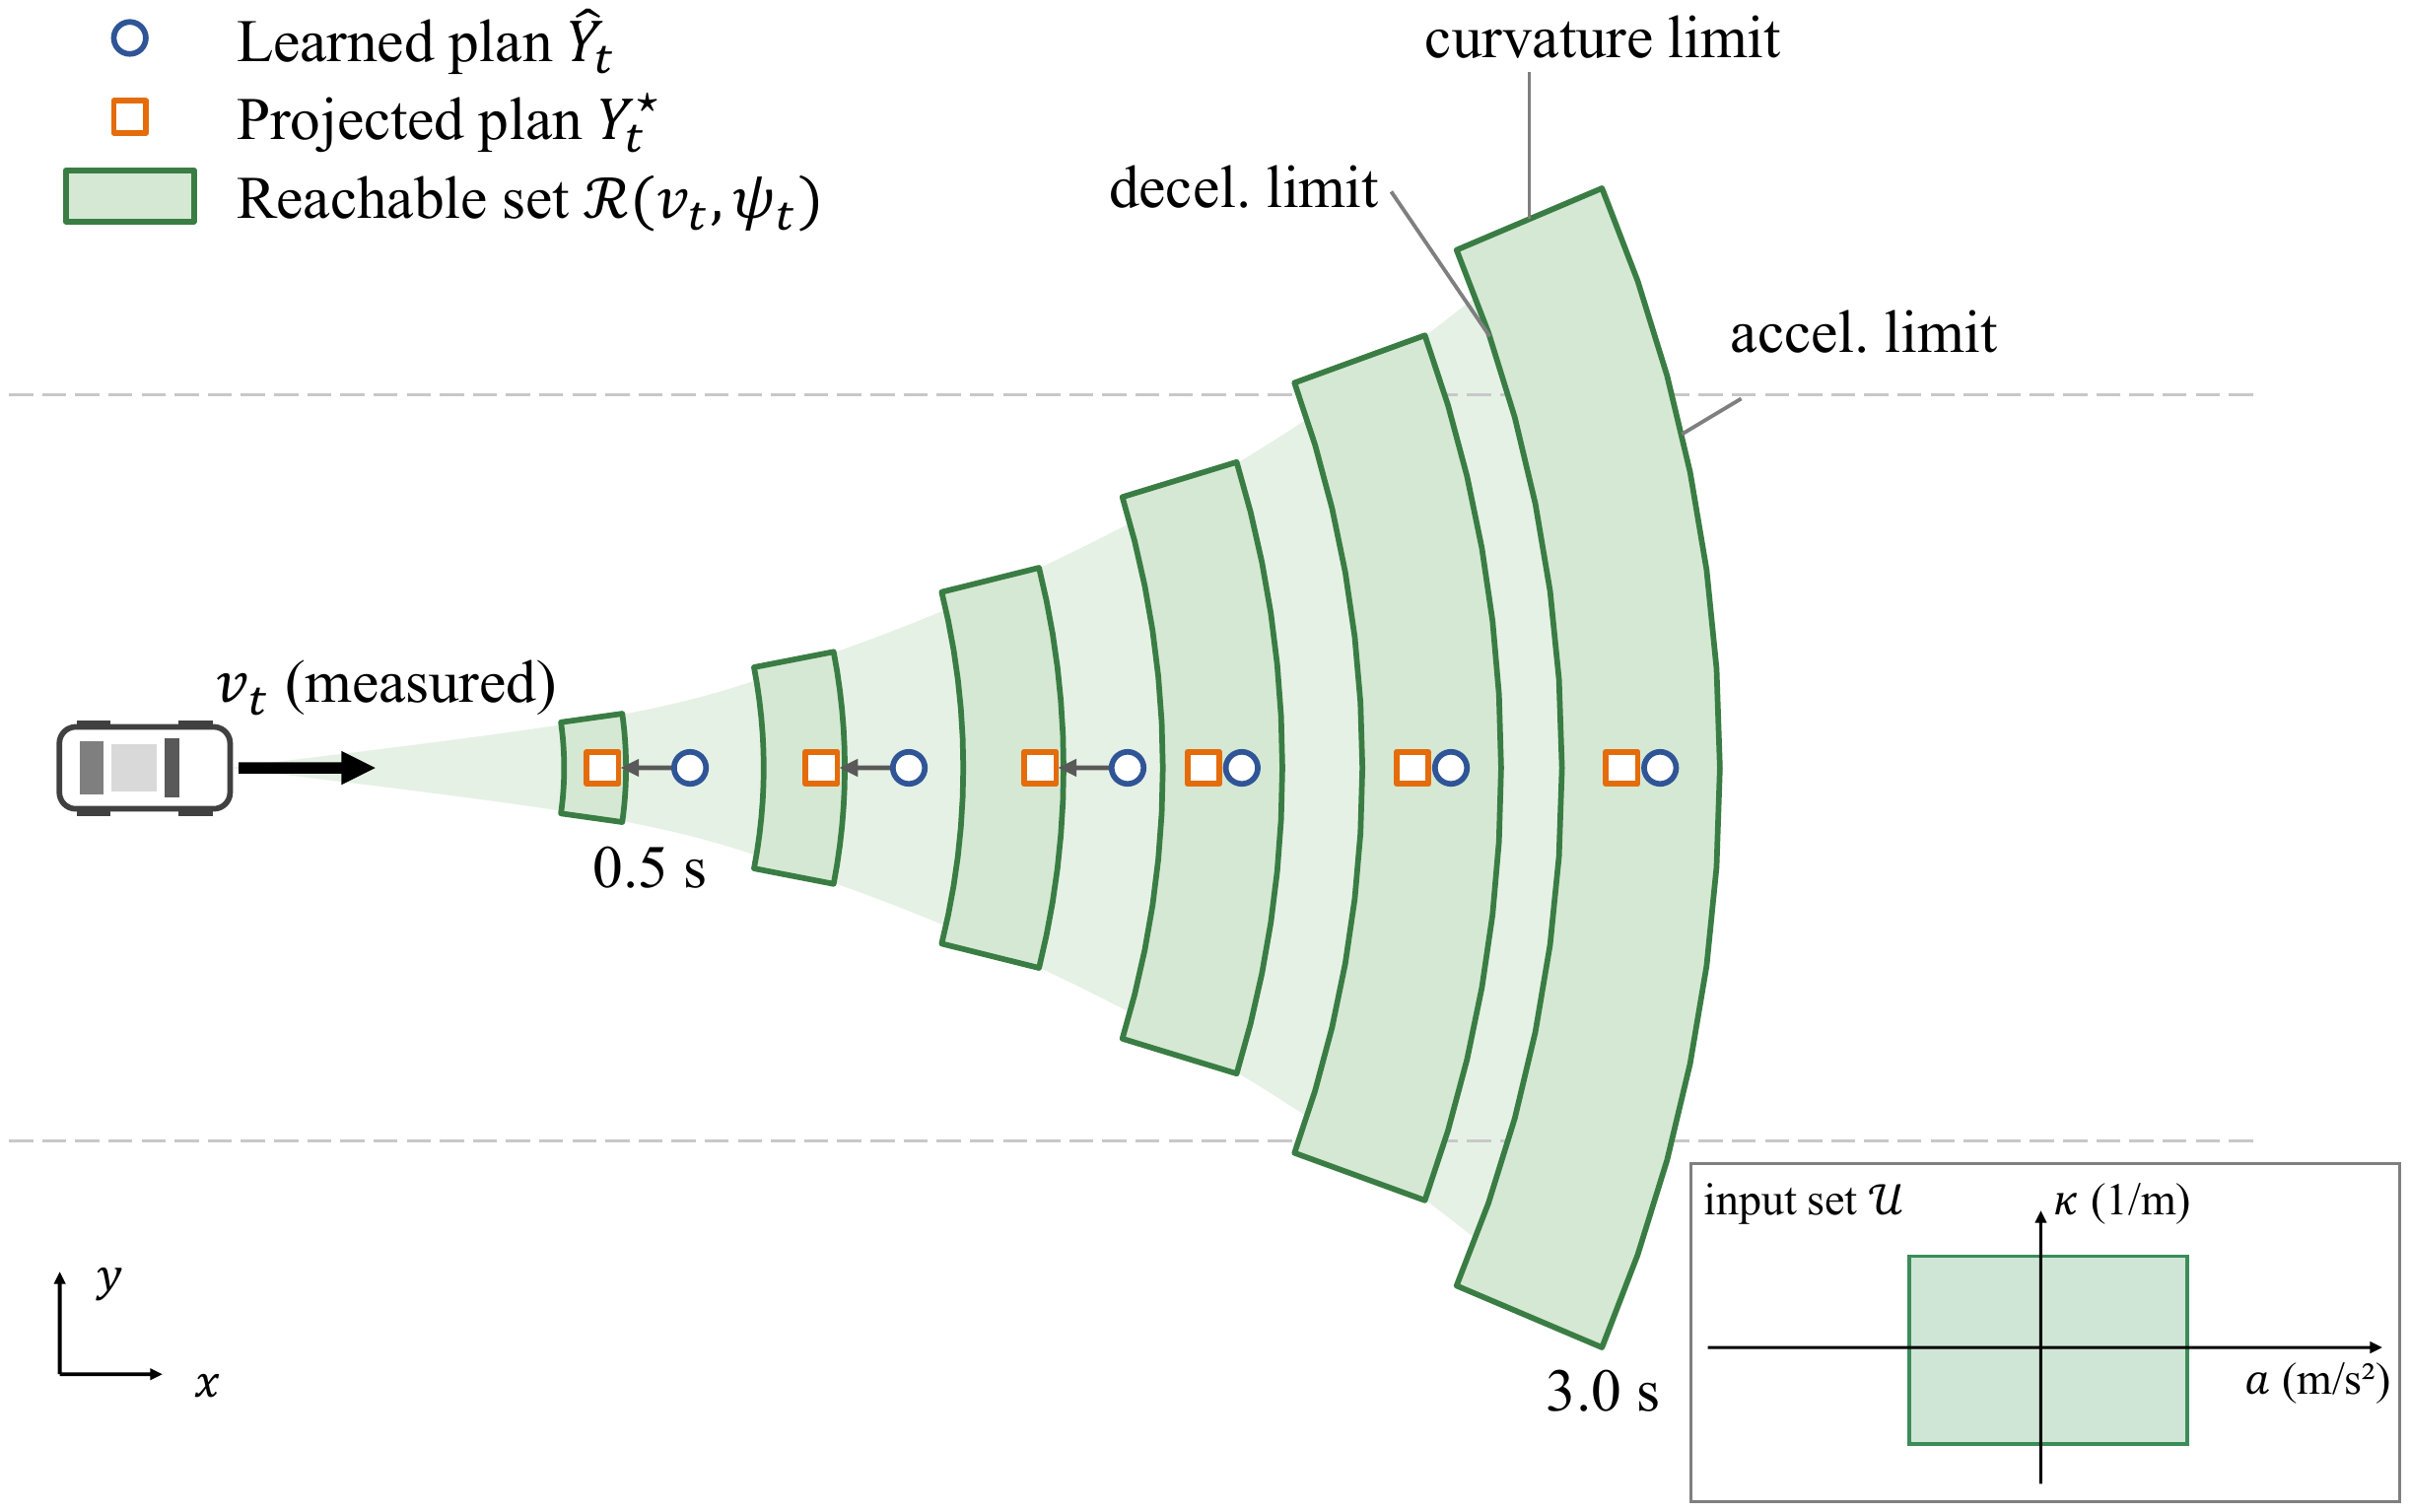 Learned plan Ŷ_t
Projected plan Y_t^★
Reachable set ℛ(v_t, ψ_t)
curvature limit
decel. limit
accel. limit
v_t (measured)
0.5 s
3.0 s
y
x
input set 𝒰
κ (1/m)
a (m/s²)